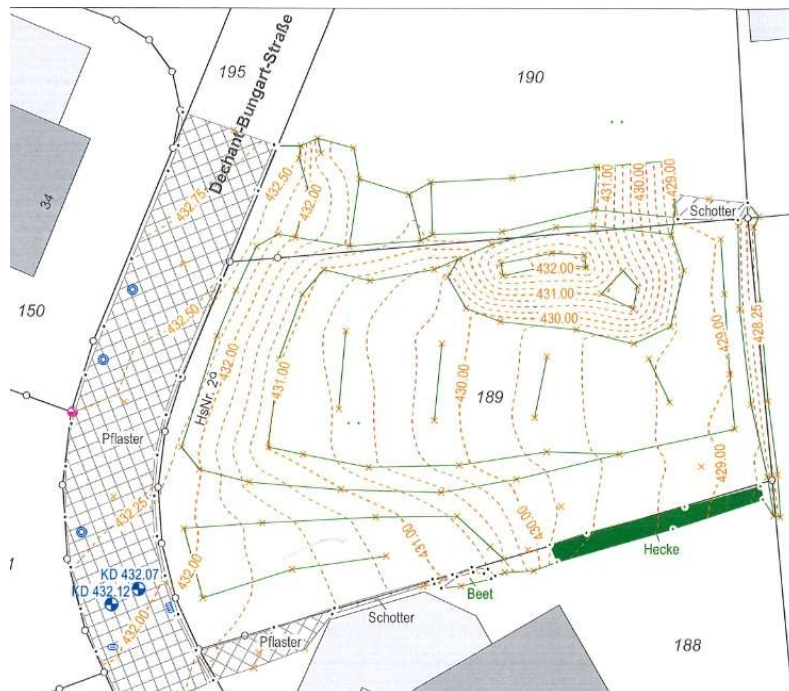 195
Dechant-Bungart-Straße
190
432.75
432.50
432.00
431.00
430.00
429.00
Schotter
34
150
432.50
432.00
431.00
432.00
431.00
430.00
429.00
428.25
HsNr. 29
430.00
189
Pflaster
432.25
432.00
431.00
430.00
429.00
Hecke
KD 432.07
KD 432.12
432.00
Beet
Schotter
Pflaster
188
1